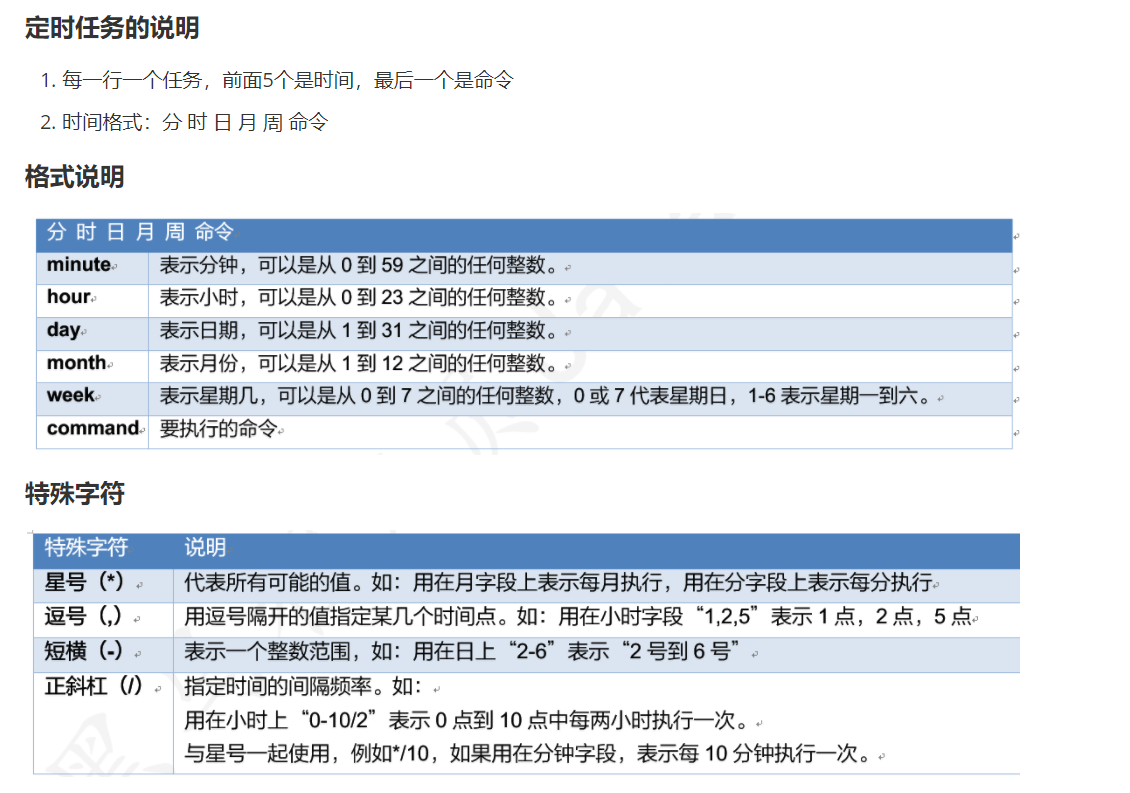 定时任务的说明
1. 每一行一个任务，前面5个是时间，最后一个是命令
2. 时间格式：分 时 日 月 周 命令
格式说明
分 时 日 月 周 命令
minute 表示分钟，可以是从 0 到 59 之间的任何整数。
hour 表示小时，可以是从 0 到 23 之间的任何整数。
day 表示日期，可以是从 1 到 31 之间的任何整数。
month 表示月份，可以是从 1 到 12 之间的任何整数。
week 表示星期几，可以是从 0 到 7 之间的任何整数，0 或 7 代表星期日，1-6 表示星期一到六。
command 要执行的命令
特殊字符
特殊字符 说明
星号（*） 代表所有可能的值。如：用在月字段上表示每月执行，用在分字段上表示每分执行
逗号（,） 用逗号隔开的值指定某几个时间点。如：用在小时字段“1,2,5”表示 1 点，2 点，5 点
短横（-） 表示一个整数范围，如：用在日上“2-6”表示“2 号到 6 号”
正斜杠（/） 指定时间的间隔频率。如：
用在小时上“0-10/2”表示 0 点到 10 点中每两小时执行一次。
与星号一起使用，例如*/10，如果用在分钟字段，表示每 10 分钟执行一次。